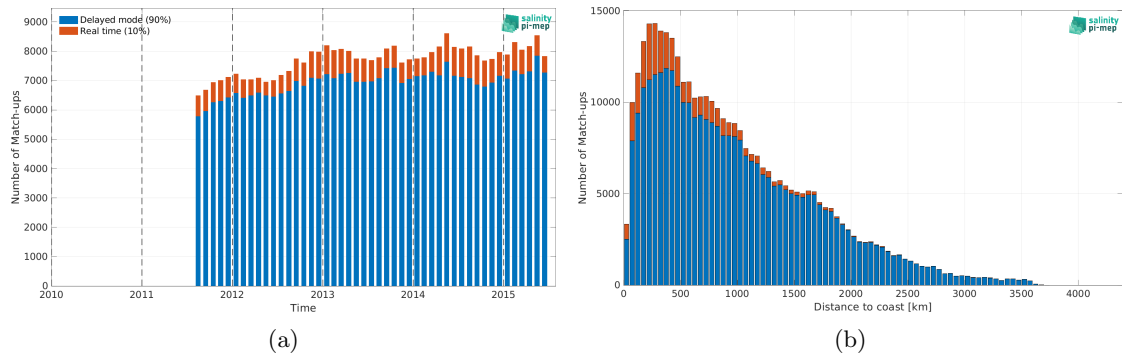 Delayed mode (90%)
Real time (10%)
salinity
pi-mep
Number of Match-ups
9000
8000
7000
6000
5000
4000
3000
2000
1000
0
2010 2011 2012 2013 2014 2015
Time
(a)
salinity
pi-mep
Number of Match-ups
15000
10000
5000
0
0 500 1000 1500 2000 2500 3000 3500 4000
Distance to coast [km]
(b)